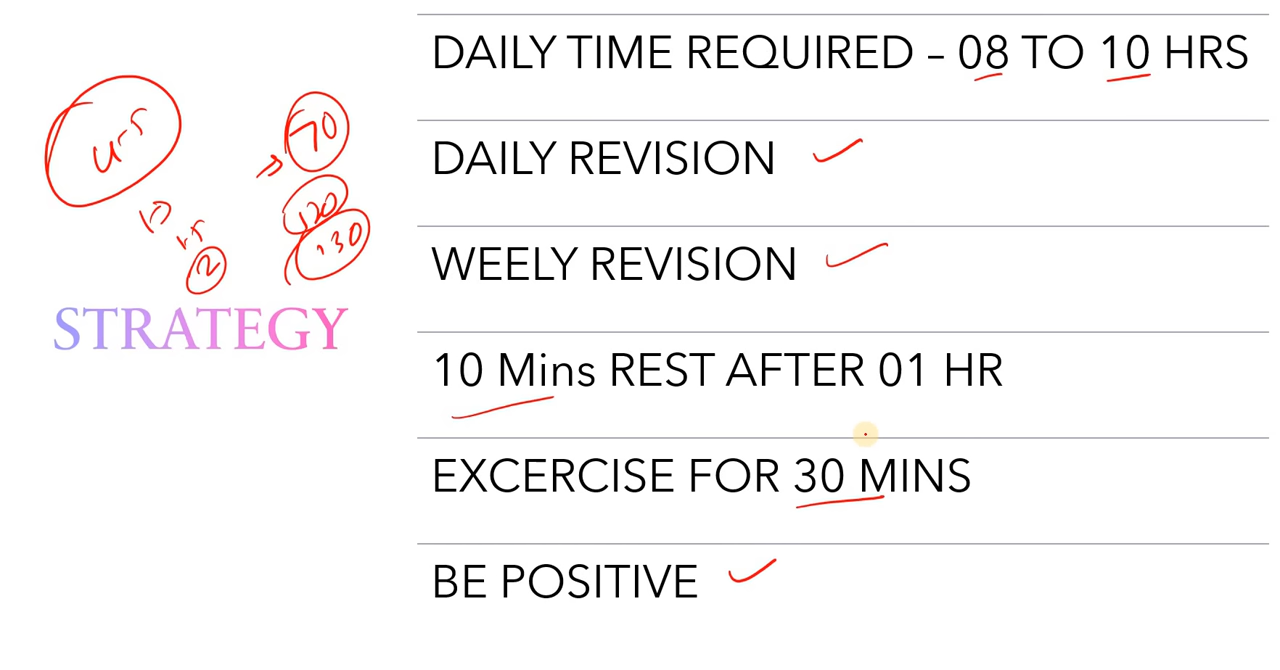 DAILY TIME REQUIRED – 08 TO 10 HRS
DAILY REVISION
WEELY REVISION
10 Mins REST AFTER 01 HR
EXCERCISE FOR 30 MINS
BE POSITIVE
STRATEGY
70
120
130
2